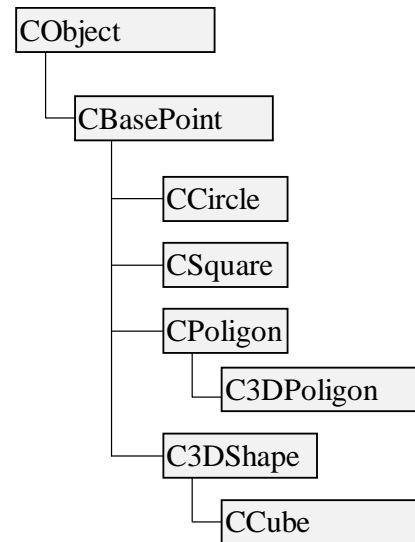 CObject
CBasePoint
CCircle
CSquare
CPoligon
C3DPoligon
C3DShape
CCube